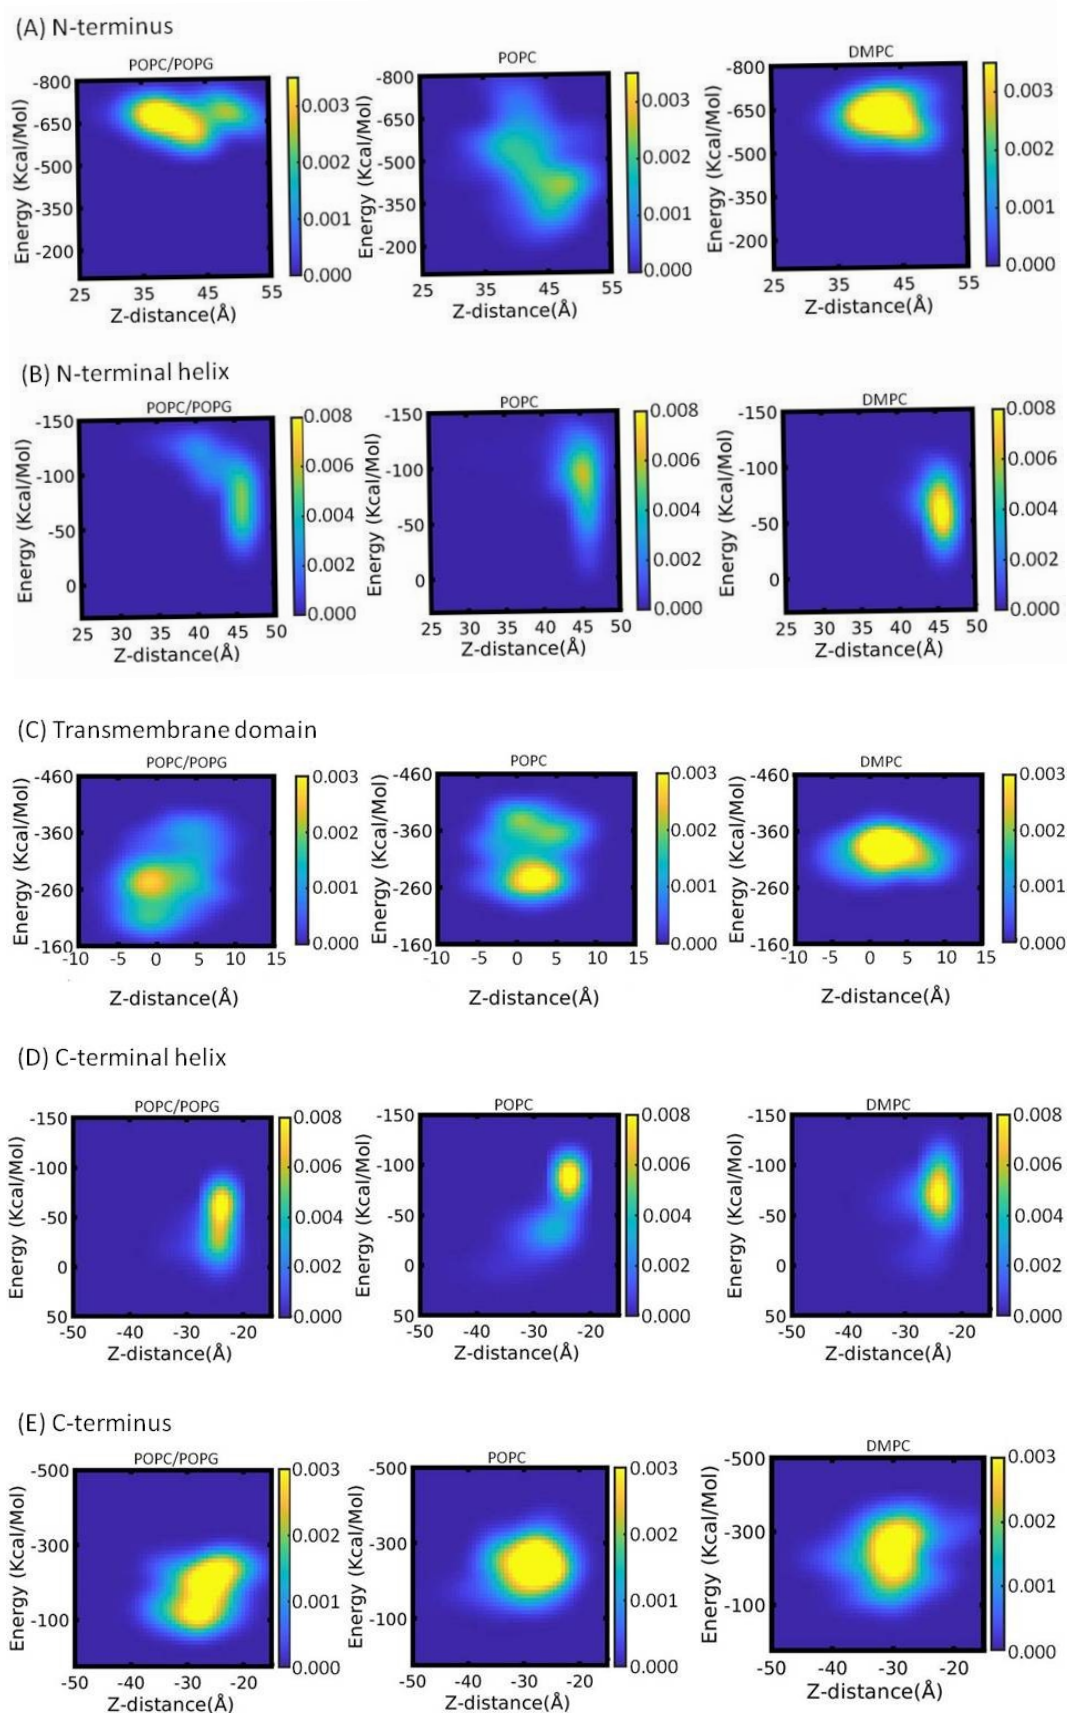 (A) N-terminus
POPC/POPG
POPC
DMPC
Energy (Kcal/Mol)
-800
-650
-500
-350
-200
25 35 45 55
Z-distance(Å)
0.003
0.002
0.001
0.000
Energy (Kcal/Mol)
-800
-650
-500
-350
-200
25 35 45 55
Z-distance(Å)
0.003
0.002
0.001
0.000
Energy (Kcal/Mol)
-800
-650
-500
-350
-200
25 35 45 55
Z-distance(Å)
0.003
0.002
0.001
0.000
(B) N-terminal helix
POPC/POPG
POPC
DMPC
Energy (Kcal/Mol)
-150
-100
-50
0
25 30 35 40 45 50
Z-distance(Å)
0.008
0.006
0.004
0.002
0.000
Energy (Kcal/Mol)
-150
-100
-50
0
25 30 35 40 45 50
Z-distance(Å)
0.008
0.006
0.004
0.002
0.000
Energy (Kcal/Mol)
-150
-100
-50
0
25 30 35 40 45 50
Z-distance(Å)
0.008
0.006
0.004
0.002
0.000
(C) Transmembrane domain
POPC/POPG
POPC
DMPC
Energy (Kcal/Mol)
-460
-360
-260
-160
-10 -5 0 5 10 15
Z-distance(Å)
0.003
0.002
0.001
0.000
Energy (Kcal/Mol)
-460
-360
-260
-160
-10 -5 0 5 10 15
Z-distance(Å)
0.003
0.002
0.001
0.000
Energy (Kcal/Mol)
-460
-360
-260
-160
-10 -5 0 5 10 15
Z-distance(Å)
0.003
0.002
0.001
0.000
(D) C-terminal helix
POPC/POPG
POPC
DMPC
Energy (Kcal/Mol)
-150
-100
-50
0
50
-50 -40 -30 -20
Z-distance(Å)
0.008
0.006
0.004
0.002
0.000
Energy (Kcal/Mol)
-150
-100
-50
0
50
-50 -40 -30 -20
Z-distance(Å)
0.008
0.006
0.004
0.002
0.000
Energy (Kcal/Mol)
-150
-100
-50
0
50
-50 -40 -30 -20
Z-distance(Å)
0.008
0.006
0.004
0.002
0.000
(E) C-terminus
POPC/POPG
POPC
DMPC
Energy (Kcal/Mol)
-500
-300
-100
-50 -40 -30 -20
Z-distance(Å)
0.003
0.002
0.001
0.000
Energy (Kcal/Mol)
-500
-300
-100
-50 -40 -30 -20
Z-distance(Å)
0.003
0.002
0.001
0.000
Energy (Kcal/Mol)
-500
-300
-100
-50 -40 -30 -20
Z-distance(Å)
0.003
0.002
0.001
0.000